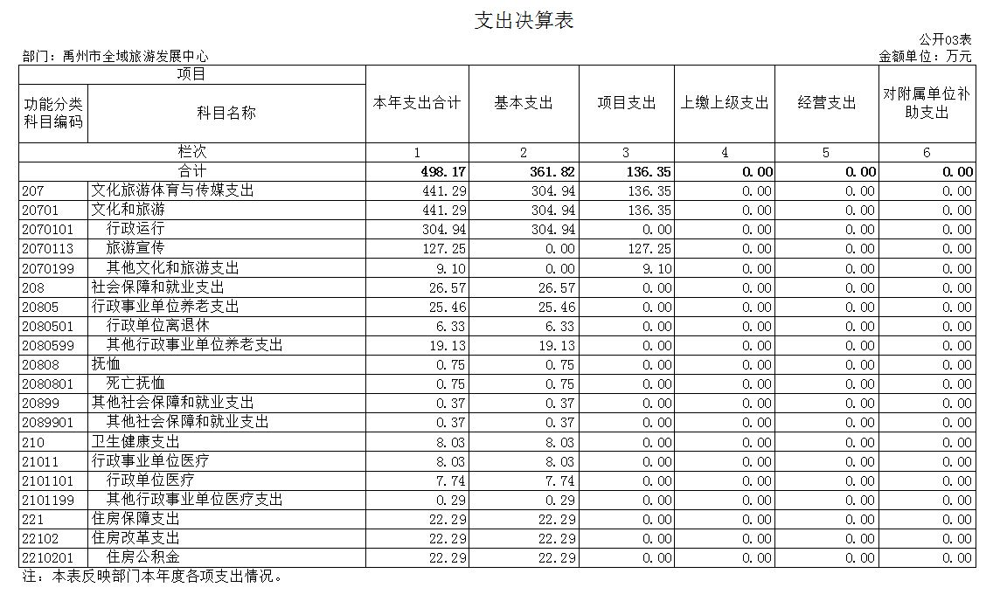 支出决算表
公开03表
部门：禹州市全域旅游发展中心 金额单位：万元
项目 本年支出合计 基本支出 项目支出 上缴上级支出 经营支出 对附属单位补助支出
功能分类科目编码 科目名称
栏次 1 2 3 4 5 6
合计 498.17 361.82 136.35 0.00 0.00 0.00
207 文化旅游体育与传媒支出 441.29 304.94 136.35 0.00 0.00 0.00
20701 文化和旅游 441.29 304.94 136.35 0.00 0.00 0.00
2070101 行政运行 304.94 304.94 0.00 0.00 0.00 0.00
2070113 旅游宣传 127.25 0.00 127.25 0.00 0.00 0.00
2070199 其他文化和旅游支出 9.10 0.00 9.10 0.00 0.00 0.00
208 社会保障和就业支出 26.57 26.57 0.00 0.00 0.00 0.00
20805 行政事业单位养老支出 25.46 25.46 0.00 0.00 0.00 0.00
2080501 行政单位离退休 6.33 6.33 0.00 0.00 0.00 0.00
2080599 其他行政事业单位养老支出 19.13 19.13 0.00 0.00 0.00 0.00
20808 抚恤 0.75 0.75 0.00 0.00 0.00 0.00
2080801 死亡抚恤 0.75 0.75 0.00 0.00 0.00 0.00
20899 其他社会保障和就业支出 0.37 0.37 0.00 0.00 0.00 0.00
2089901 其他社会保障和就业支出 0.37 0.37 0.00 0.00 0.00 0.00
210 卫生健康支出 8.03 8.03 0.00 0.00 0.00 0.00
21011 行政事业单位医疗 8.03 8.03 0.00 0.00 0.00 0.00
2101101 行政单位医疗 7.74 7.74 0.00 0.00 0.00 0.00
2101199 其他行政事业单位医疗支出 0.29 0.29 0.00 0.00 0.00 0.00
221 住房保障支出 22.29 22.29 0.00 0.00 0.00 0.00
22102 住房改革支出 22.29 22.29 0.00 0.00 0.00 0.00
2210201 住房公积金 22.29 22.29 0.00 0.00 0.00 0.00
注：本表反映部门本年度各项支出情况。